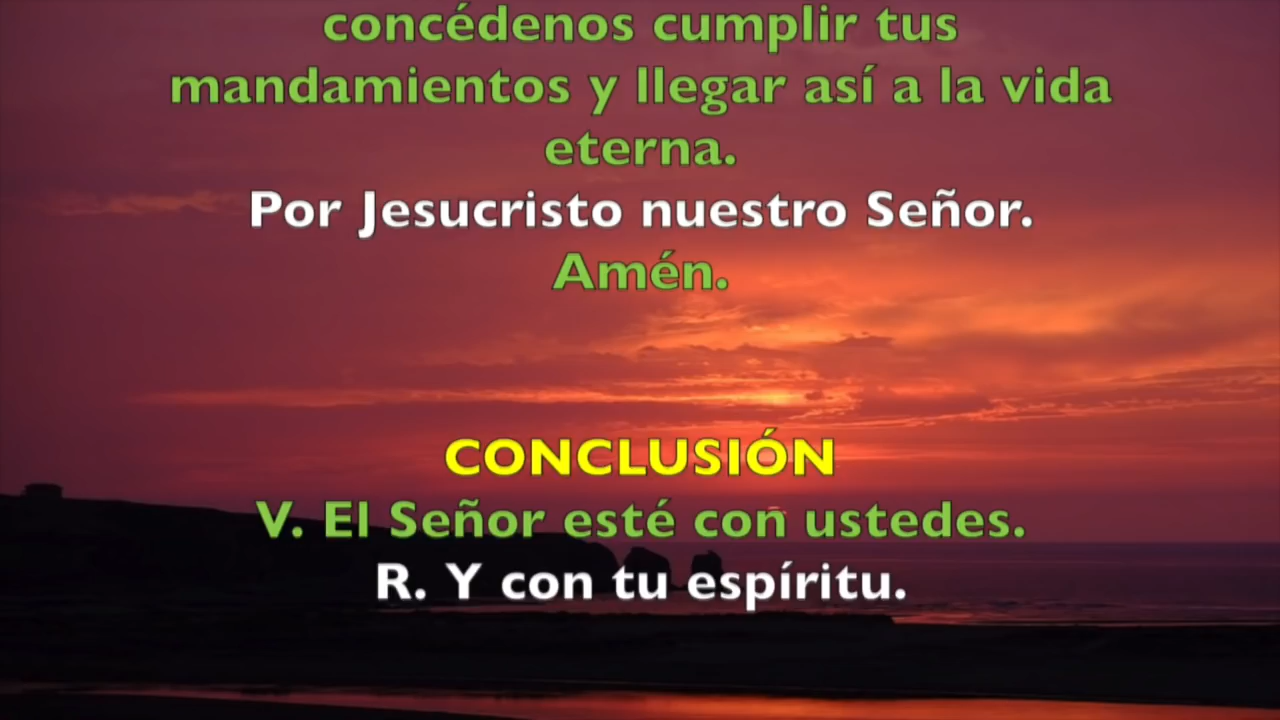 concédenos cumplir tus
mandamientos y llegar así a la vida
eterna.
Por Jesucristo nuestro Señor.
Amén.
CONCLUSIÓN
V. El Señor esté con ustedes.
R. Y con tu espíritu.